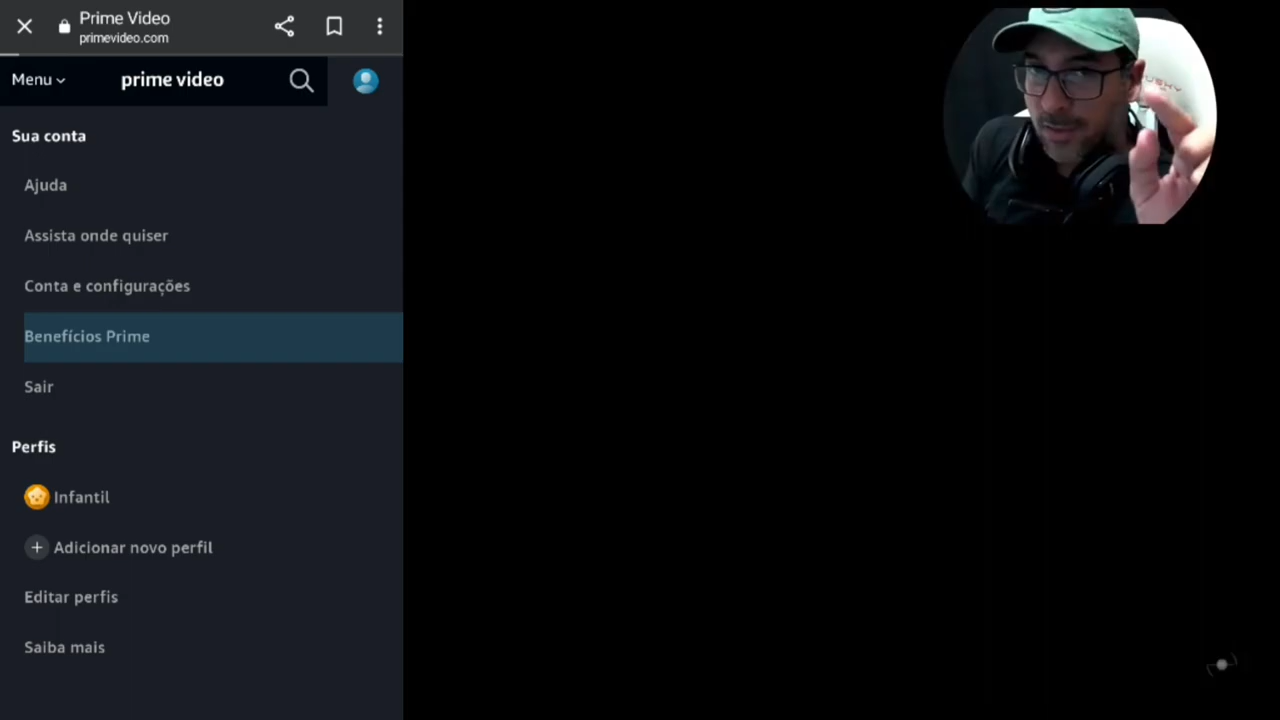 Prime Video
primevideo.com
Menu
prime video
Sua conta
Ajuda
Assista onde quiser
Conta e configurações
Benefícios Prime
Sair
Perfis
Infantil
Adicionar novo perfil
Editar perfis
Saiba mais